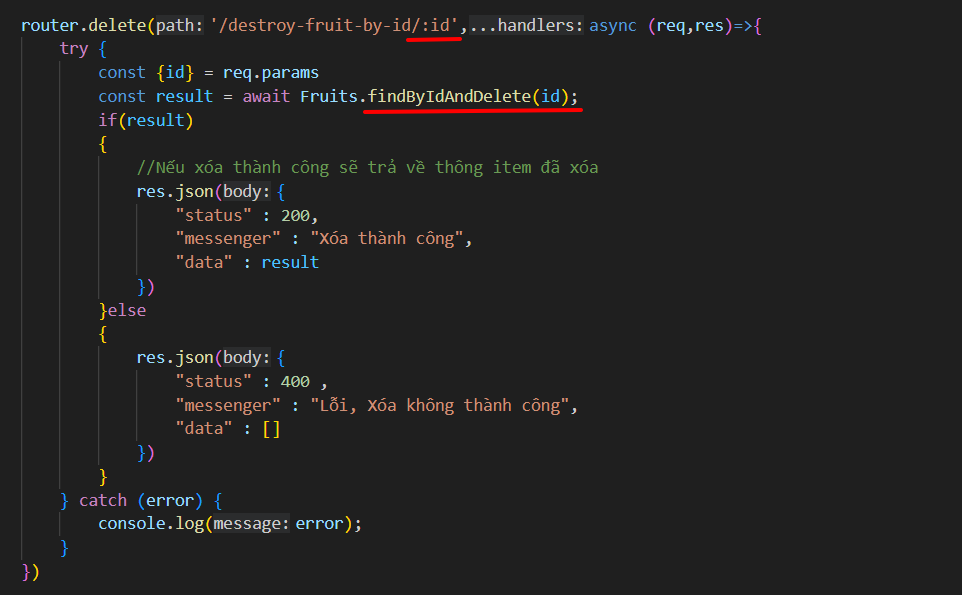 router.delete(path: '/destroy-fruit-by-id/:id',...handlers: async (req,res)=>{
try {
const {id} = req.params
const result = await Fruits.findByIdAndDelete(id);
if(result)
{
//Nếu xóa thành công sẽ trả về thông item đã xóa
res.json(body: {
"status" : 200,
"messenger" : "Xóa thành công",
"data" : result
})
}else
{
res.json(body: {
"status" : 400 ,
"messenger" : "Lỗi, Xóa không thành công",
"data" : []
})
}
} catch (error) {
console.log(message: error);
}
})